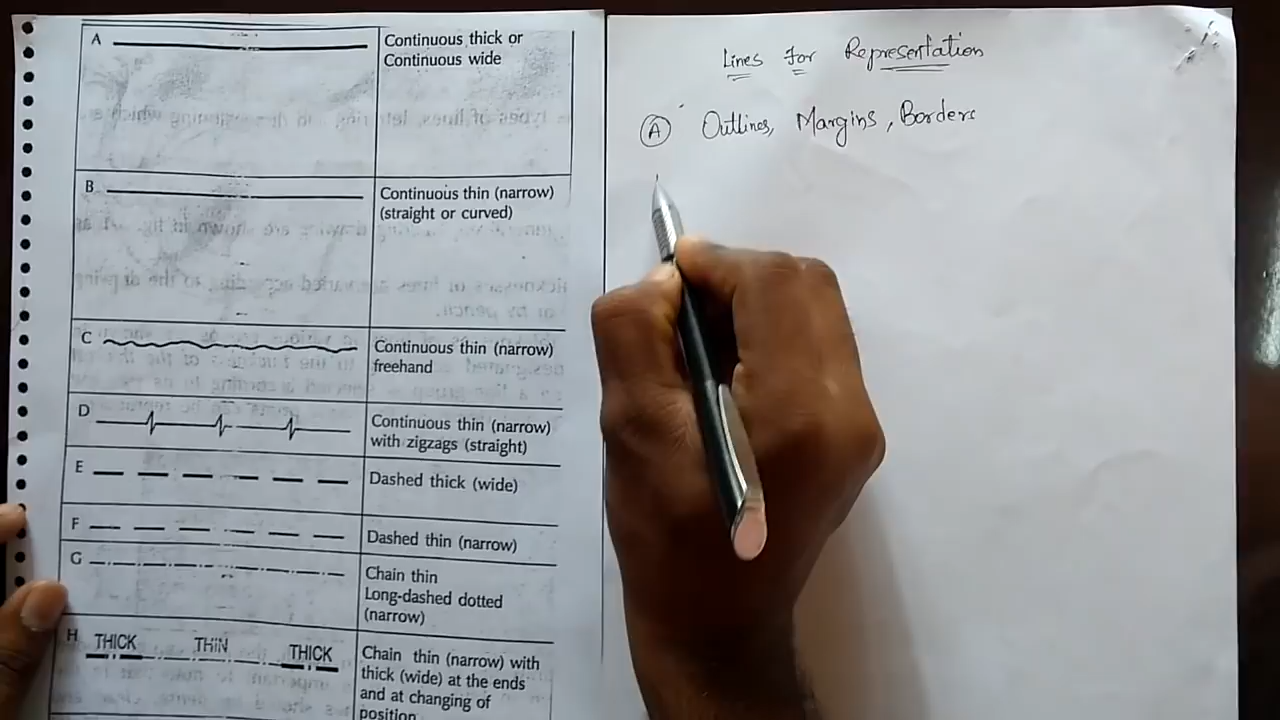 A
Continuous thick or
Continuous wide
B
Continuous thin (narrow)
(straight or curved)
C
Continuous thin (narrow)
freehand
D
Continuous thin (narrow)
with zigzags (straight)
E
Dashed thick (wide)
F
Dashed thin (narrow)
G
Chain thin
Long-dashed dotted
(narrow)
H THICK THIN THICK
Chain thin (narrow) with
thick (wide) at the ends
and at changing of
position
Lines for Representation
A Outlines, Margins, Borders